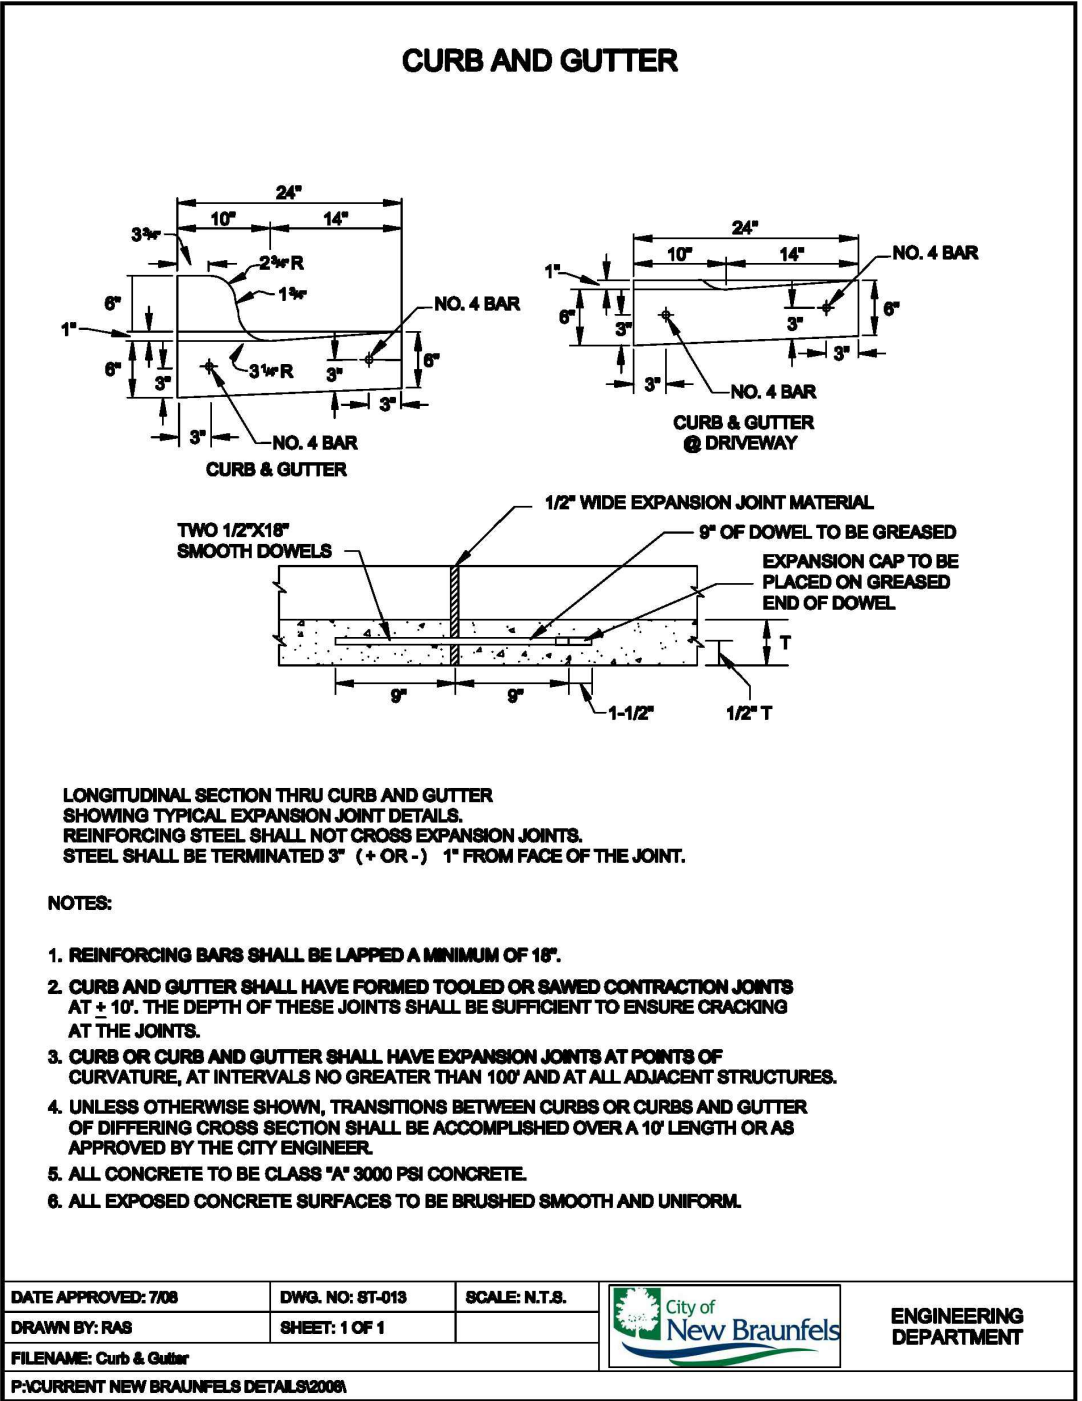 CURB AND GUTTER
24"
10"
14"
3¾"
2¾" R
1¾"
6"
1"
NO. 4 BAR
6"
3"
3¼" R
3"
6"
3"
3"
NO. 4 BAR
CURB & GUTTER
24"
10"
14"
NO. 4 BAR
1"
6"
3"
3"
6"
3"
3"
NO. 4 BAR
CURB & GUTTER
@ DRIVEWAY
1/2" WIDE EXPANSION JOINT MATERIAL
TWO 1/2"X18"
SMOOTH DOWELS
9" OF DOWEL TO BE GREASED
EXPANSION CAP TO BE
PLACED ON GREASED
END OF DOWEL
T
9"
9"
1-1/2"
1/2" T
LONGITUDINAL SECTION THRU CURB AND GUTTER
SHOWING TYPICAL EXPANSION JOINT DETAILS.
REINFORCING STEEL SHALL NOT CROSS EXPANSION JOINTS.
STEEL SHALL BE TERMINATED 3" ( + OR - ) 1" FROM FACE OF THE JOINT.
NOTES:
1. REINFORCING BARS SHALL BE LAPPED A MINIMUM OF 18".
2. CURB AND GUTTER SHALL HAVE FORMED TOOLED OR SAWED CONTRACTION JOINTS
AT ± 10'. THE DEPTH OF THESE JOINTS SHALL BE SUFFICIENT TO ENSURE CRACKING
AT THE JOINTS.
3. CURB OR CURB AND GUTTER SHALL HAVE EXPANSION JOINTS AT POINTS OF
CURVATURE, AT INTERVALS NO GREATER THAN 100' AND AT ALL ADJACENT STRUCTURES.
4. UNLESS OTHERWISE SHOWN, TRANSITIONS BETWEEN CURBS OR CURBS AND GUTTER
OF DIFFERING CROSS SECTION SHALL BE ACCOMPLISHED OVER A 10' LENGTH OR AS
APPROVED BY THE CITY ENGINEER.
5. ALL CONCRETE TO BE CLASS "A" 3000 PSI CONCRETE.
6. ALL EXPOSED CONCRETE SURFACES TO BE BRUSHED SMOOTH AND UNIFORM.
DATE APPROVED: 7/06
DWG. NO: ST-013
SCALE: N.T.S.
DRAWN BY: RAS
SHEET: 1 OF 1
FILENAME: Curb & Gutter
P:\CURRENT NEW BRAUNFELS DETAILS\2006\
City of
New Braunfels
ENGINEERING
DEPARTMENT